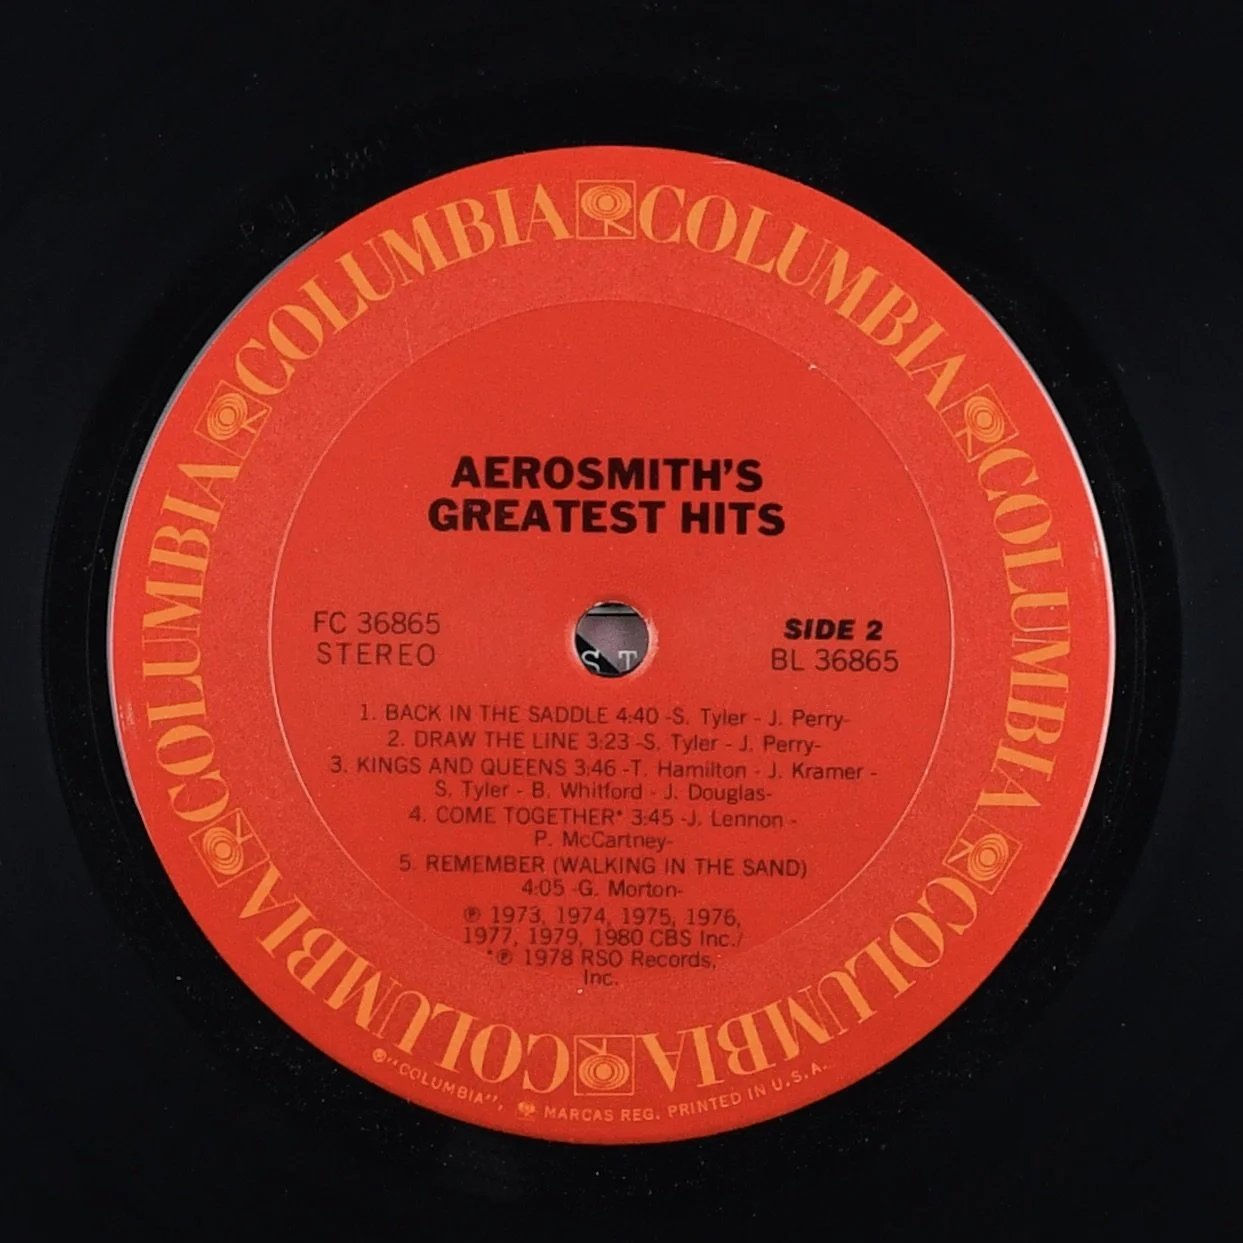 COLUMBIA COLUMBIA COLUMBIA COLUMBIA COLUMBIA COLUMBIA
AEROSMITH'S
GREATEST HITS
FC 36865
STEREO
SIDE 2
BL 36865
S T
1. BACK IN THE SADDLE 4:40 -S. Tyler - J. Perry-
2. DRAW THE LINE 3:23 -S. Tyler - J. Perry-
3. KINGS AND QUEENS 3:46 -T. Hamilton - J. Kramer -
S. Tyler - B. Whitford - J. Douglas-
4. COME TOGETHER* 3:45 -J. Lennon -
P. McCartney-
5. REMEMBER (WALKING IN THE SAND)
4:05 -G. Morton-
℗ 1973, 1974, 1975, 1976,
1977, 1979, 1980 CBS Inc./
*℗ 1978 RSO Records,
Inc.
®"COLUMBIA", MARCAS REG. PRINTED IN U.S.A.